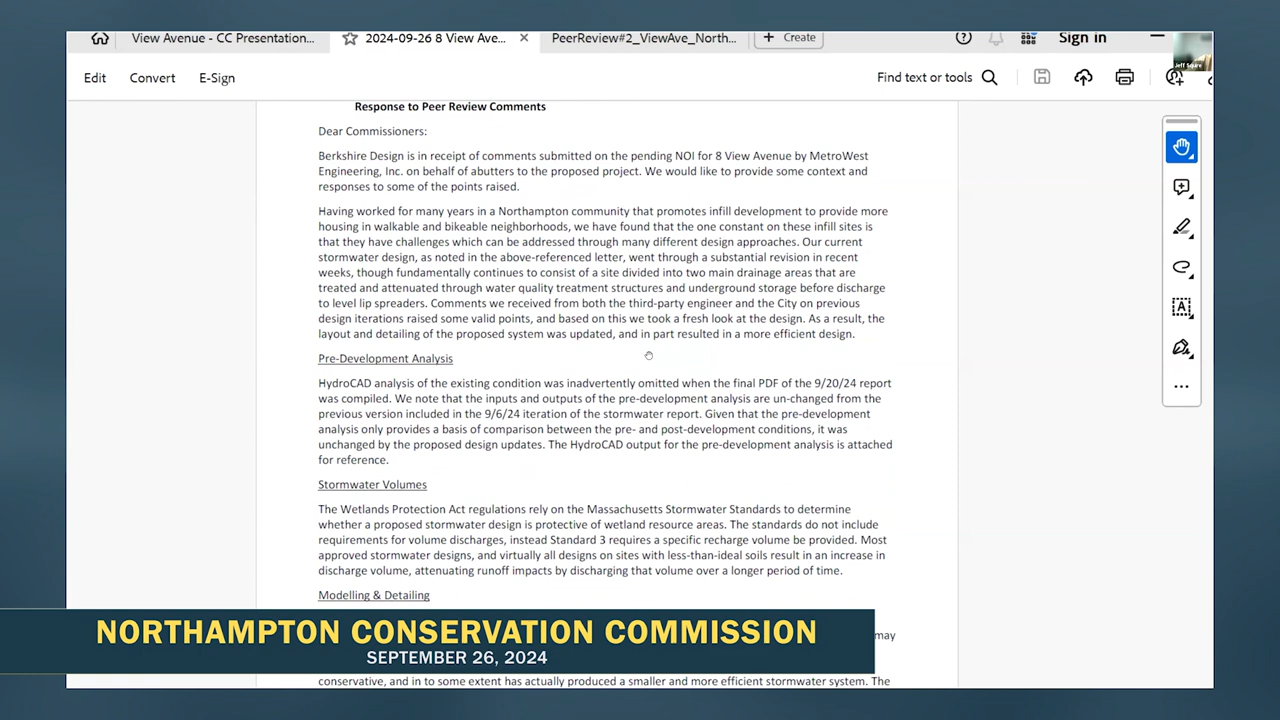 View Avenue - CC Presentation...
2024-09-26 8 View Ave...
PeerReview#2_ViewAve_North...
Create
Sign in
Jeff Squire
Edit
Convert
E-Sign
Find text or tools
Response to Peer Review Comments
Dear Commissioners:
Berkshire Design is in receipt of comments submitted on the pending NOI for 8 View Avenue by MetroWest
Engineering, Inc. on behalf of abutters to the proposed project. We would like to provide some context and
responses to some of the points raised.
Having worked for many years in a Northampton community that promotes infill development to provide more
housing in walkable and bikeable neighborhoods, we have found that the one constant on these infill sites is
that they have challenges which can be addressed through many different design approaches. Our current
stormwater design, as noted in the above-referenced letter, went through a substantial revision in recent
weeks, though fundamentally continues to consist of a site divided into two main drainage areas that are
treated and attenuated through water quality treatment structures and underground storage before discharge
to level lip spreaders. Comments we received from both the third-party engineer and the City on previous
design iterations raised some valid points, and based on this we took a fresh look at the design. As a result, the
layout and detailing of the proposed system was updated, and in part resulted in a more efficient design.
Pre-Development Analysis
HydroCAD analysis of the existing condition was inadvertently omitted when the final PDF of the 9/20/24 report
was compiled. We note that the inputs and outputs of the pre-development analysis are un-changed from the
previous version included in the 9/6/24 iteration of the stormwater report. Given that the pre-development
analysis only provides a basis of comparison between the pre- and post-development conditions, it was
unchanged by the proposed design updates. The HydroCAD output for the pre-development analysis is attached
for reference.
Stormwater Volumes
The Wetlands Protection Act regulations rely on the Massachusetts Stormwater Standards to determine
whether a proposed stormwater design is protective of wetland resource areas. The standards do not include
requirements for volume discharges, instead Standard 3 requires a specific recharge volume be provided. Most
approved stormwater designs, and virtually all designs on sites with less-than-ideal soils result in an increase in
discharge volume, attenuating runoff impacts by discharging that volume over a longer period of time.
Modelling & Detailing
may
NORTHAMPTON CONSERVATION COMMISSION
SEPTEMBER 26, 2024
conservative, and in to some extent has actually produced a smaller and more efficient stormwater system. The